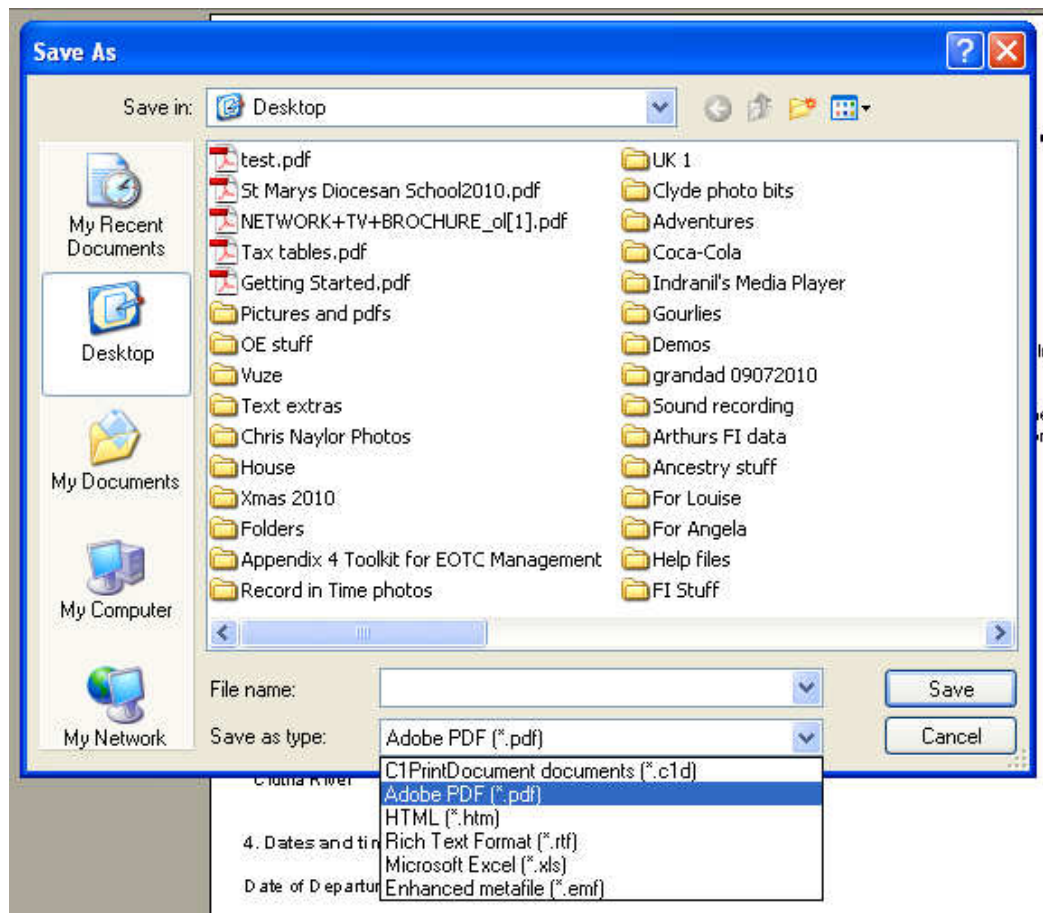 Save As
Save in:
Desktop
My Recent
Documents
Desktop
My Documents
My Computer
My Network
test.pdf
St Marys Diocesan School2010.pdf
NETWORK+TV+BROCHURE_ol[1].pdf
Tax tables.pdf
Getting Started.pdf
Pictures and pdfs
OE stuff
Vuze
Text extras
Chris Naylor Photos
House
Xmas 2010
Folders
Appendix 4 Toolkit for EOTC Management
Record in Time photos
UK 1
Clyde photo bits
Adventures
Coca-Cola
Indranil's Media Player
Gourlies
Demos
grandad 09072010
Sound recording
Arthurs FI data
Ancestry stuff
For Louise
For Angela
Help files
FI Stuff
File name:
Save
Save as type:
Adobe PDF (*.pdf)
Cancel
C1PrintDocument documents (*.c1d)
Adobe PDF (*.pdf)
HTML (*.htm)
Rich Text Format (*.rtf)
Microsoft Excel (*.xls)
Enhanced metafile (*.emf)
Clutha River
4. Dates and tim
Date of Departur